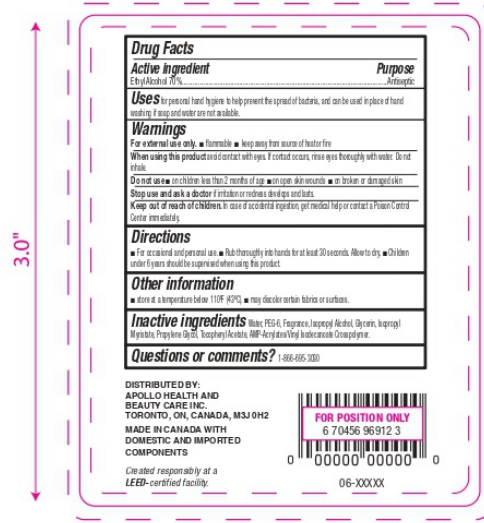 3.0"
Drug Facts
Active ingredient Purpose
Ethyl Alcohol 70%...Antiseptic
Uses for personal hand hygiene to help prevent the spread of bacteria, and can be used in place of hand
washing if soap and water are not available.
Warnings
For external use only. ■ flammable ■ keep away from source of heat or fire
When using this product avoid contact with eyes. If contact occurs, rinse eyes thoroughly with water. Do not
inhale.
Do not use ■ on children less than 2 months of age ■ on open skin wounds ■ on broken or damaged skin
Stop use and ask a doctor if irritation or redness develops and lasts.
Keep out of reach of children. In case of accidental ingestion, get medical help or contact a Poison Control
Center immediately.
Directions
■ For occasional and personal use. ■ Rub thoroughly into hands for at least 30 seconds. Allow to dry. ■ Children
under 6 years should be supervised when using this product.
Other information
■ store at a temperature below 110°F (43°C). ■ may discolor certain fabrics or surfaces.
Inactive ingredients Water, PEG-6, Fragrance, Isopropyl Alcohol, Glycerin, Isopropyl
Myristate, Propylene Glycol, Tocopheryl Acetate, AMP-Acrylates/Vinyl Isodecanoate Crosspolymer.
Questions or comments? 1-866-695-3030
DISTRIBUTED BY:
APOLLO HEALTH AND
BEAUTY CARE INC.
TORONTO, ON, CANADA, M3J 0H2
MADE IN CANADA WITH
DOMESTIC AND IMPORTED
COMPONENTS
Created responsibly at a
LEED-certified facility.
FOR POSITION ONLY
6 70456 96912 3
0 00000 00000 0
06-XXXXX